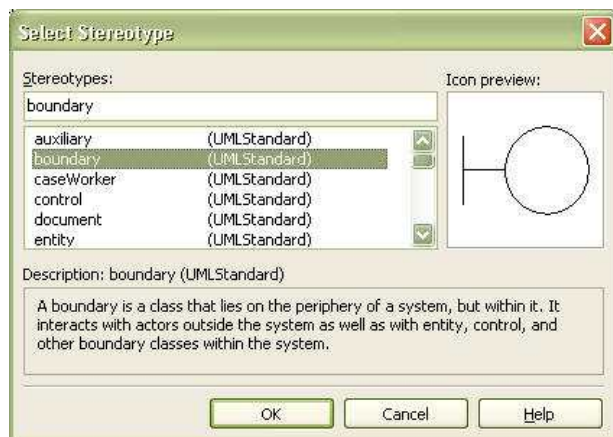 Select Stereotype
Stereotypes:
Icon preview:
boundary
auxiliary (UMLStandard)
boundary (UMLStandard)
caseWorker (UMLStandard)
control (UMLStandard)
document (UMLStandard)
entity (UMLStandard)
Description: boundary (UMLStandard)
A boundary is a class that lies on the periphery of a system, but within it. It
interacts with actors outside the system as well as with entity, control, and
other boundary classes within the system.
OK Cancel Help